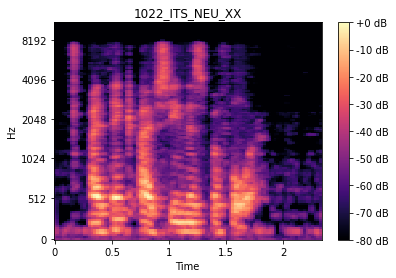 1022_ITS_NEU_XX
+0 dB
8192
-10 dB
4096
-20 dB
-30 dB
2048
Hz
-40 dB
1024
-50 dB
512
-60 dB
-70 dB
0
-80 dB
0
0.5
1
1.5
2
Time